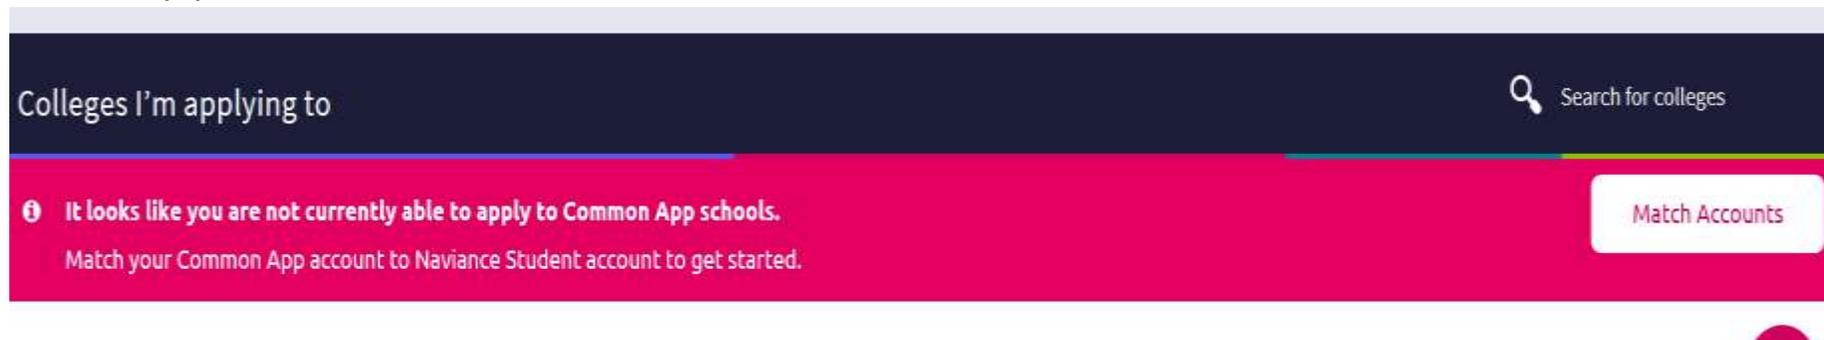 Colleges I’m applying to
Search for colleges
It looks like you are not currently able to apply to Common App schools.
Match Accounts
Match your Common App account to Naviance Student account to get started.